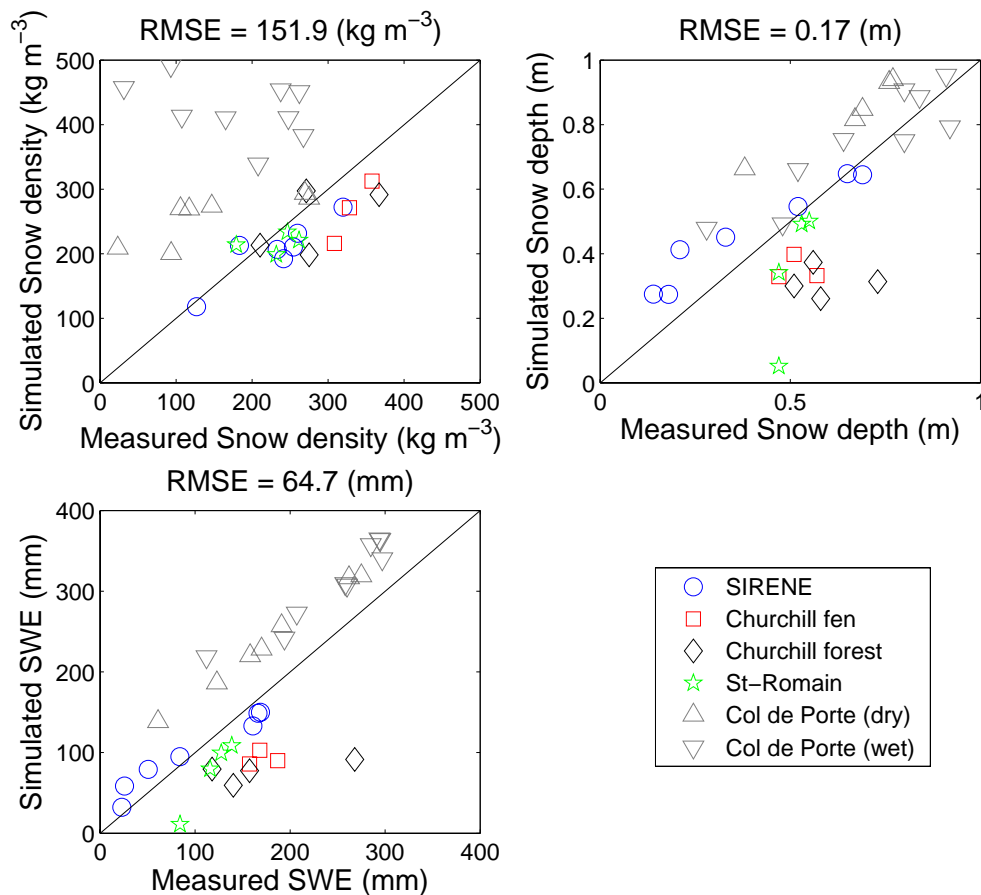 RMSE = 151.9 (kg m⁻³)
500
400
300
200
100
0
0 100 200 300 400 500
Simulated Snow density (kg m⁻³)
Measured Snow density (kg m⁻³)
RMSE = 0.17 (m)
1
0.8
0.6
0.4
0.2
0
0 0.5 1
Simulated Snow depth (m)
Measured Snow depth (m)
RMSE = 64.7 (mm)
400
300
200
100
0
0 100 200 300 400
Simulated SWE (mm)
Measured SWE (mm)
SIRENE
Churchill fen
Churchill forest
St−Romain
Col de Porte (dry)
Col de Porte (wet)